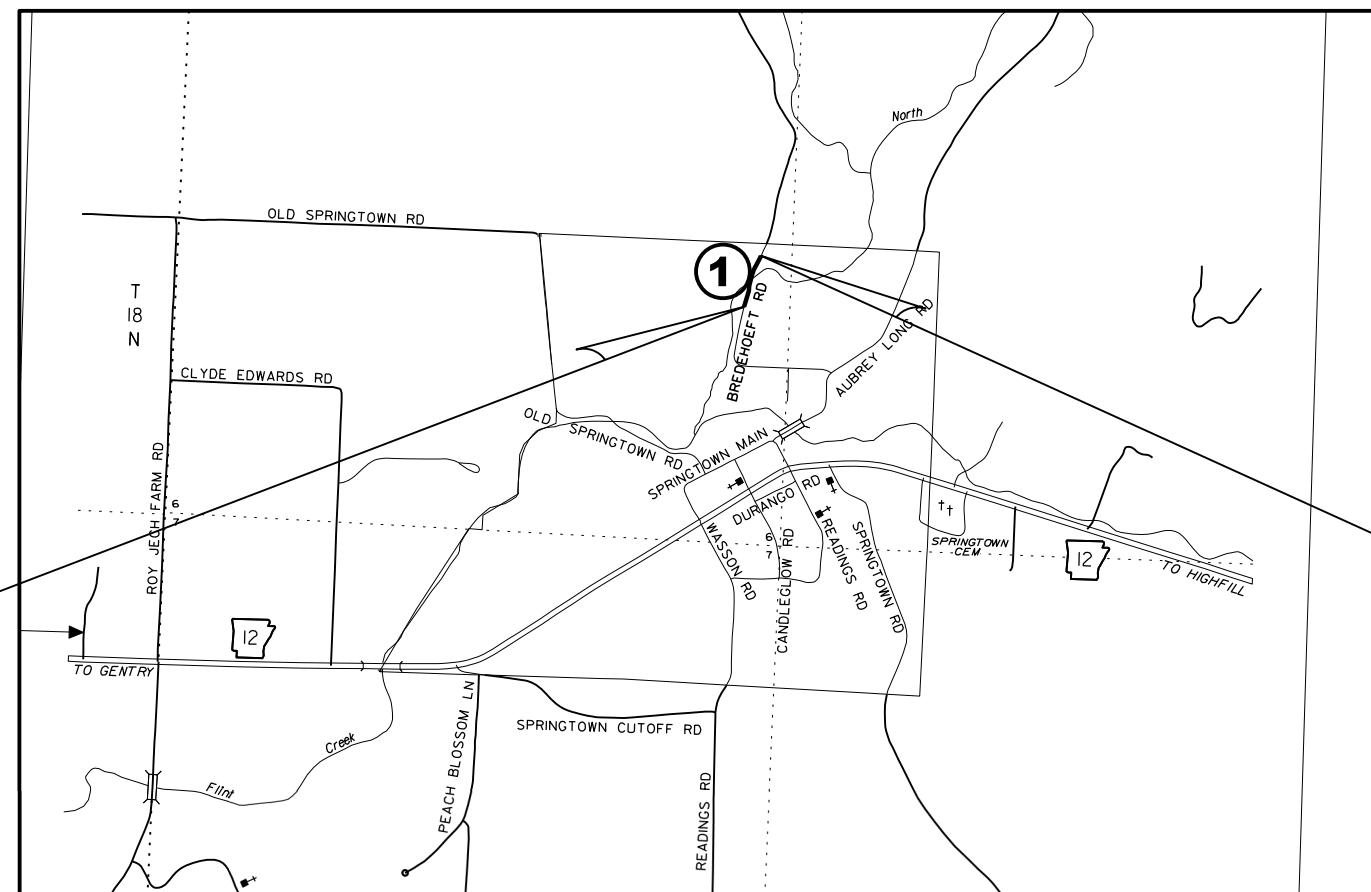 North
OLD SPRINGTOWN RD
1
T
18
N
BREDEHOEFT RD
AUBREY LONG RD
CLYDE EDWARDS RD
OLD SPRINGTOWN RD
SPRINGTOWN MAIN
ROY JECH FARM RD
6
7
DURANGO RD
WASSON RD
6
7
CANDLEGLOW RD
READINGS RD
SPRINGTOWN RD
SPRINGTOWN
CEM
12
TO HIGHFILL
12
TO GENTRY
PEACH BLOSSOM LN
SPRINGTOWN CUTOFF RD
Creek
Flint
READINGS RD